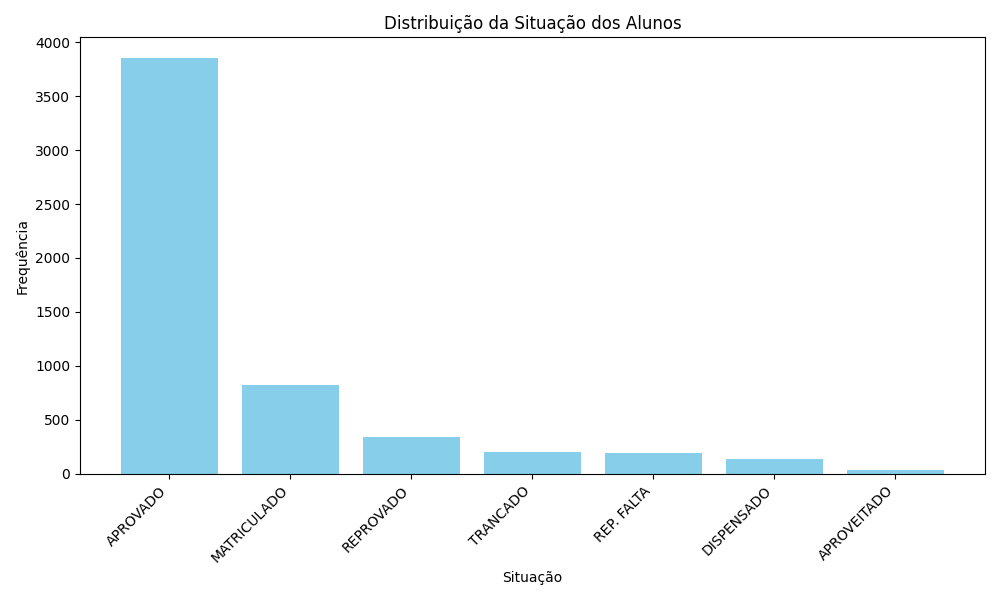 Distribuição da Situação dos Alunos
Frequência
4000
3500
3000
2500
2000
1500
1000
500
0
APROVADO
MATRICULADO
REPROVADO
TRANCADO
REP. FALTA
DISPENSADO
APROVEITADO
Situação